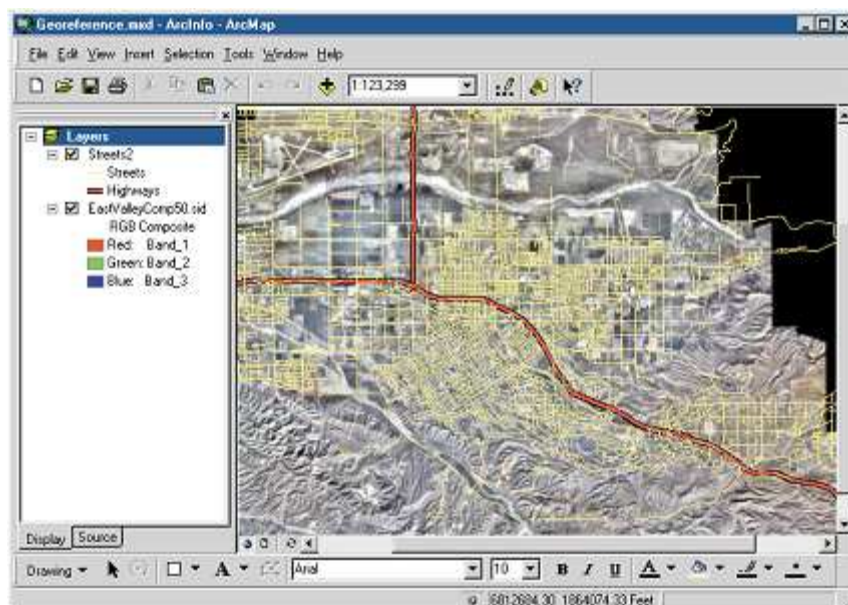 Georeference.mxd - ArcInfo - ArcMap
File Edit View Insert Selection Tools Window Help
1:123,299
Layers
Streets2
Streets
Highways
EastValleyComp50.sid
RGB Composite
Red: Band_1
Green: Band_2
Blue: Band_3
Display Source
Drawing A Arial 10 B I U A
6812684.30 1864074.33 Feet